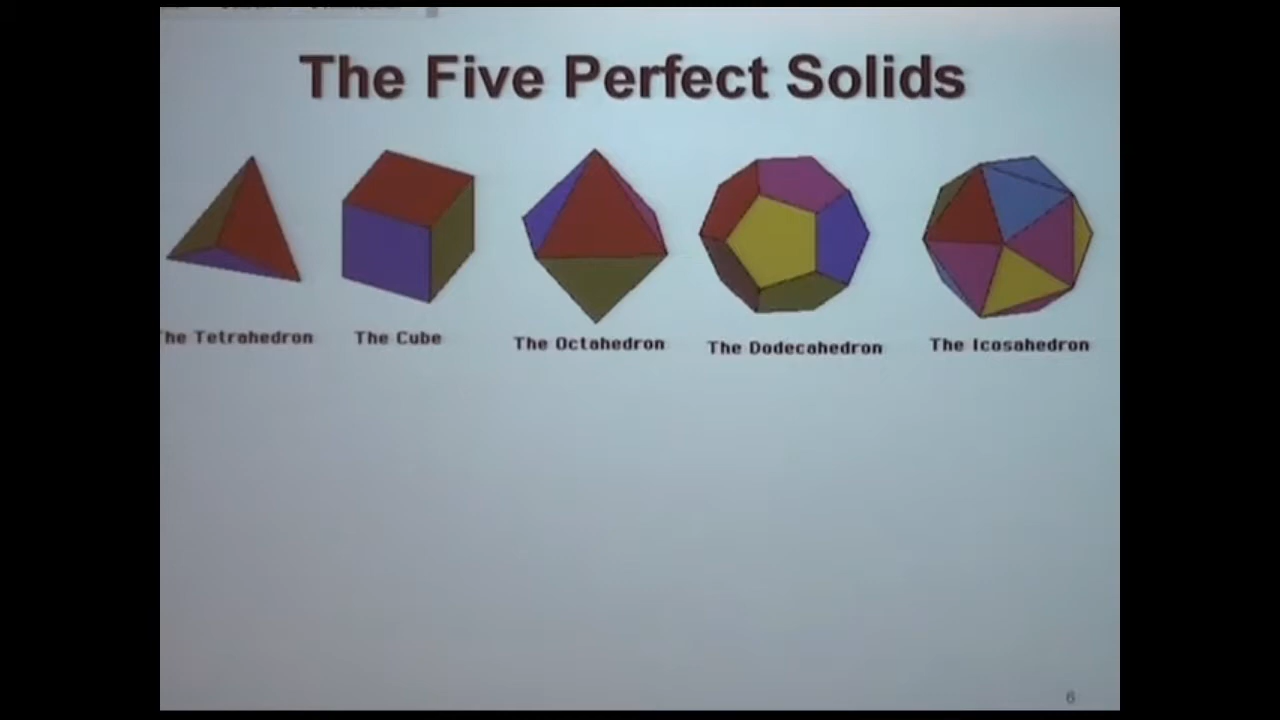 The Five Perfect Solids
he Tetrahedron
The Cube
The Octahedron
The Dodecahedron
The Icosahedron
6